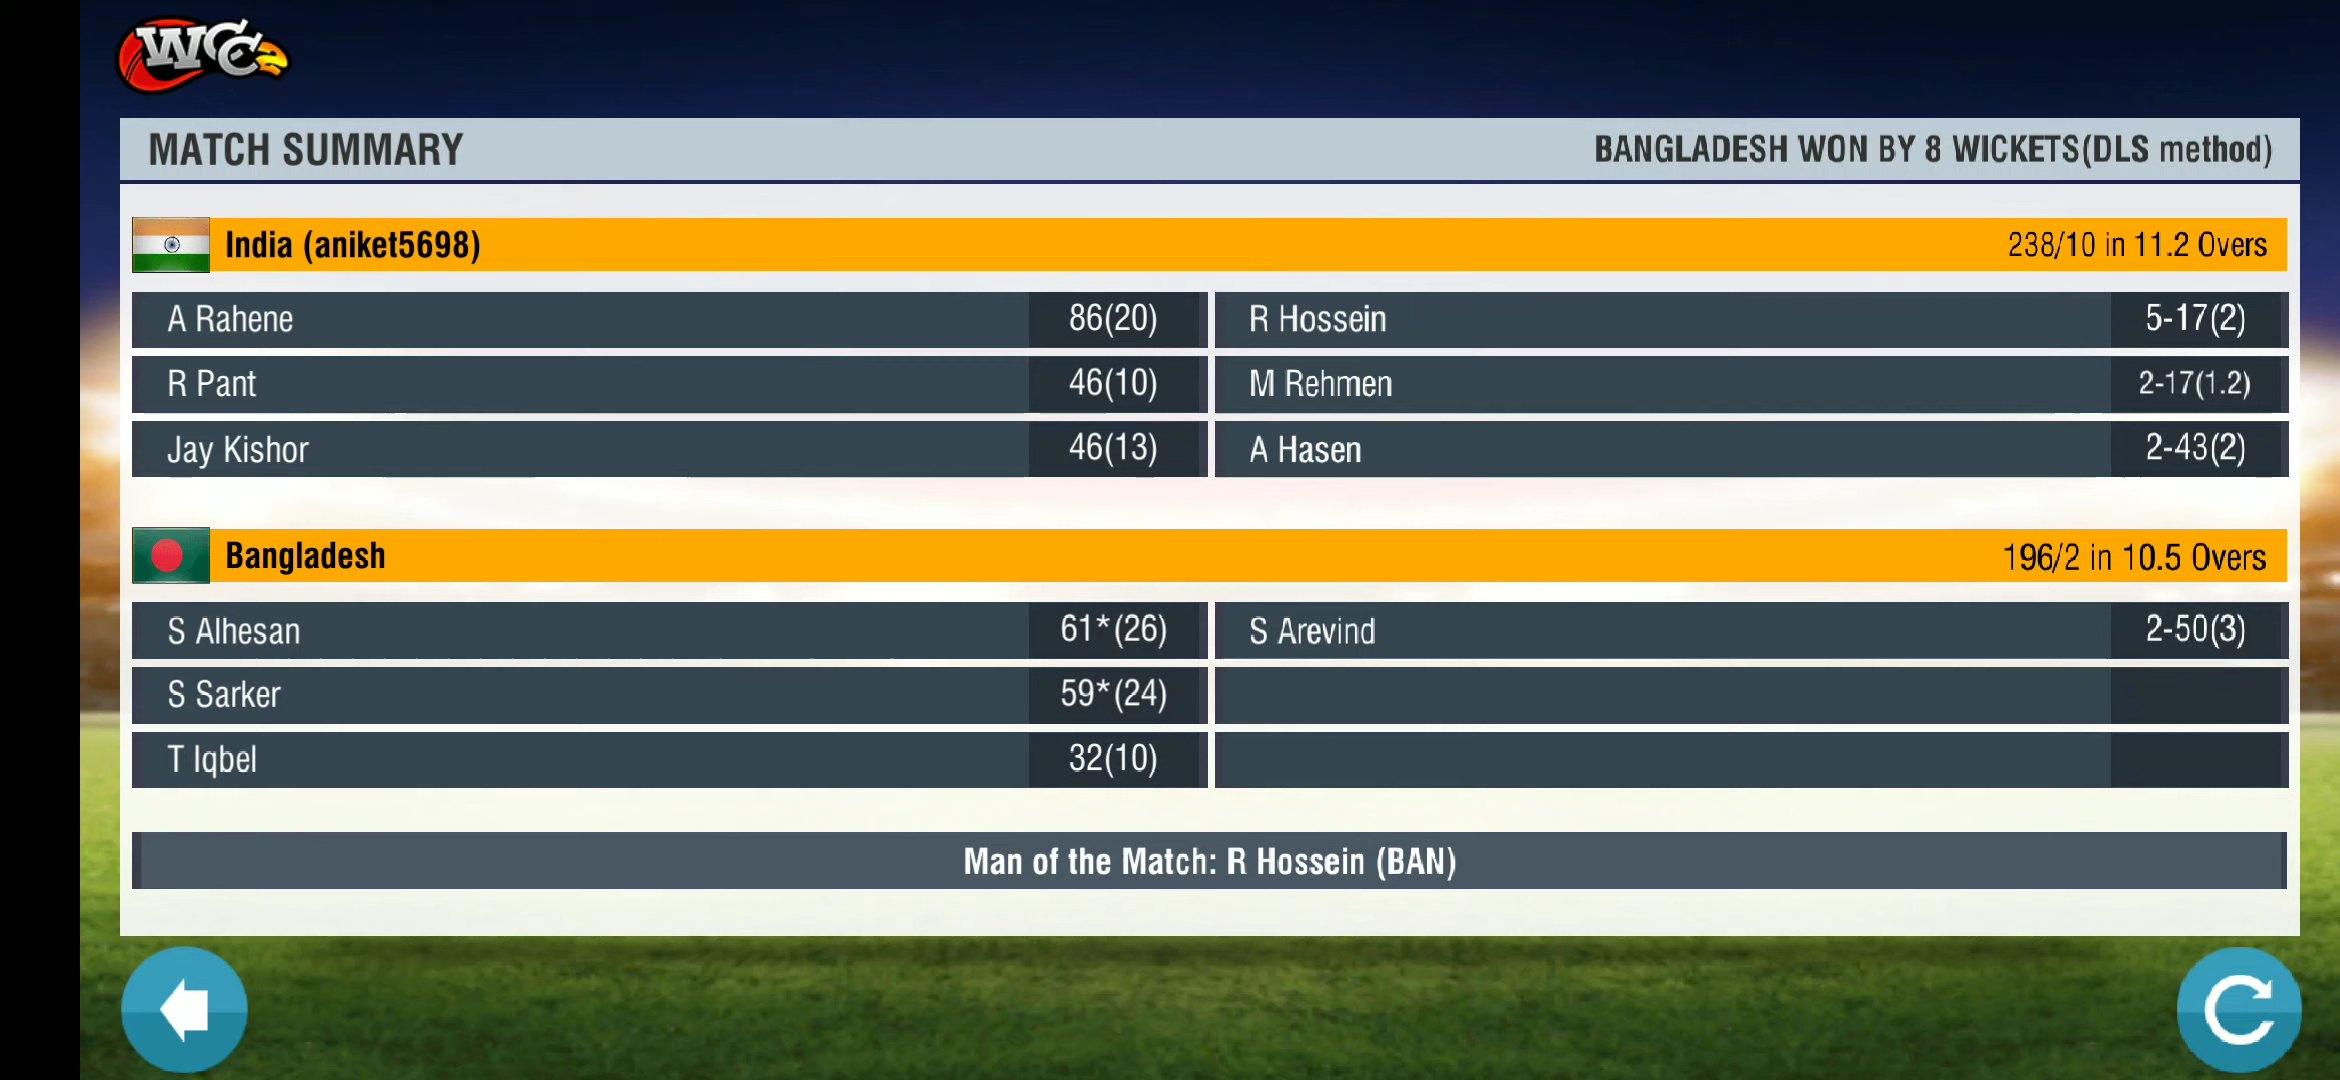 WCC
MATCH SUMMARY
BANGLADESH WON BY 8 WICKETS(DLS method)
India (aniket5698)
238/10 in 11.2 Overs
A Rahene 86(20) R Hossein 5-17(2)
R Pant 46(10) M Rehmen 2-17(1.2)
Jay Kishor 46(13) A Hasen 2-43(2)
Bangladesh
196/2 in 10.5 Overs
S Alhesan 61*(26) S Arevind 2-50(3)
S Sarker 59*(24)
T Iqbel 32(10)
Man of the Match: R Hossein (BAN)